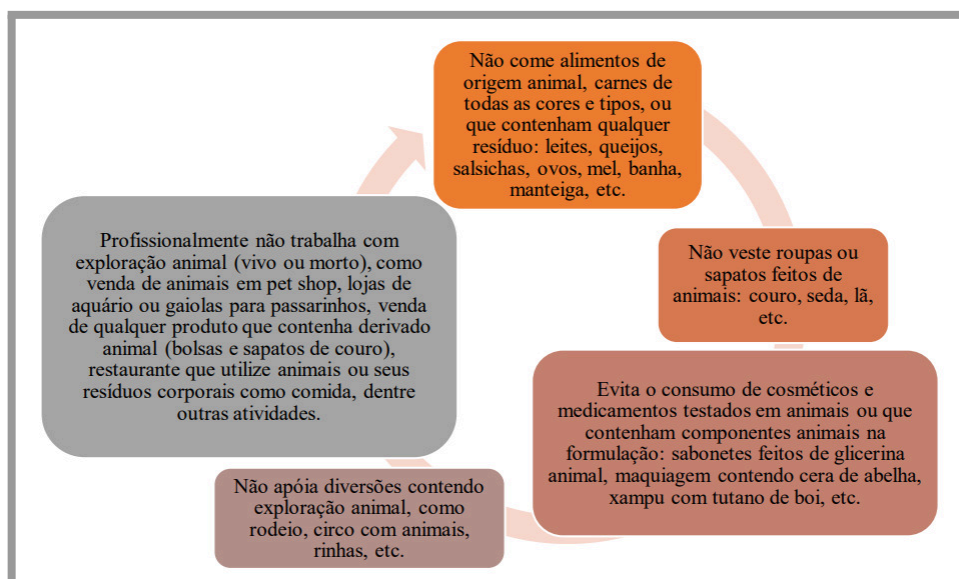 Não come alimentos de
origem animal, carnes de
todas as cores e tipos, ou
que contenham qualquer
resíduo: leites, queijos,
salsichas, ovos, mel, banha,
manteiga, etc.
Não veste roupas ou
sapatos feitos de
animais: couro, seda, lã,
etc.
Evita o consumo de cosméticos e
medicamentos testados em animais ou que
contenham componentes animais na
formulação: sabonetes feitos de glicerina
animal, maquiagem contendo cera de abelha,
xampu com tutano de boi, etc.
Não apóia diversões contendo
exploração animal, como
rodeio, circo com animais,
rinhas, etc.
Profissionalmente não trabalha com
exploração animal (vivo ou morto), como
venda de animais em pet shop, lojas de
aquário ou gaiolas para passarinhos, venda
de qualquer produto que contenha derivado
animal (bolsas e sapatos de couro),
restaurante que utilize animais ou seus
resíduos corporais como comida, dentre
outras atividades.